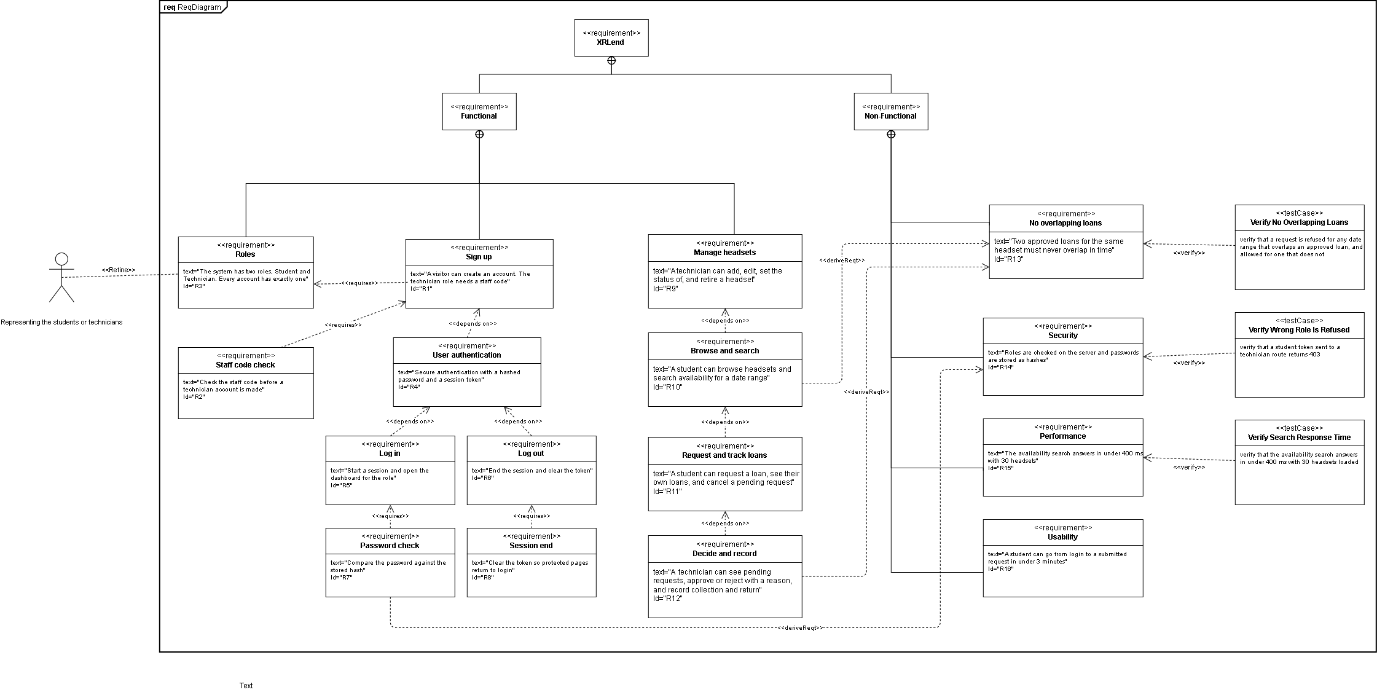 req ReqDiagram
<<requirement>>
XRLend
<<requirement>>
Functional
<<requirement>>
Non-Functional
<<requirement>>
Roles
text="The system has two roles, Student and
Technician. Every account has exactly one"
Id="R3"
<<requirement>>
Sign up
text="A visitor can create an account. The
technician role needs a staff code"
Id="R1"
<<requirement>>
Manage headsets
text="A technician can add, edit, set the
status of, and retire a headset"
Id="R9"
<<requirement>>
No overlapping loans
text="Two approved loans for the same
headset must never overlap in time"
Id="R13"
<<testCase>>
Verify No Overlapping Loans
verify that a request is refused for any date
range that overlaps an approved loan, and
allowed for one that does not
<<Refine>>
Representing the students or technicians
<<requires>>
<<deriveReqt>>
<<verify>>
<<requires>>
<<depends on>>
<<depends on>>
<<requirement>>
Staff code check
text="Check the staff code before a
technician account is made"
Id="R2"
<<requirement>>
User authentication
text="Secure authentication with a hashed
password and a session token"
Id="R4"
<<requirement>>
Browse and search
text="A student can browse headsets and
search availability for a date range"
Id="R10"
<<requirement>>
Security
text="Roles are checked on the server and passwords
are stored as hashes"
Id="R14"
<<testCase>>
Verify Wrong Role Is Refused
verify that a student token sent to a
technician route returns 403
<<verify>>
<<deriveReqt>>
<<depends on>>
<<depends on>>
<<depends on>>
<<requirement>>
Log in
text="Start a session and open the
dashboard for the role"
Id="R5"
<<requirement>>
Log out
text="End the session and clear the token"
Id="R6"
<<requirement>>
Request and track loans
text="A student can request a loan, see their
own loans, and cancel a pending request"
Id="R11"
<<requirement>>
Performance
text="The availability search answers in under 400 ms
with 30 headsets"
Id="R15"
<<testCase>>
Verify Search Response Time
verify that the availability search answers
in under 400 ms with 30 headsets loaded
<<verify>>
<<requires>>
<<requires>>
<<depends on>>
<<requirement>>
Password check
text="Compare the password against the
stored hash"
Id="R7"
<<requirement>>
Session end
text="Clear the token so protected pages
return to login"
Id="R8"
<<requirement>>
Decide and record
text="A technician can see pending
requests, approve or reject with a reason,
and record collection and return"
Id="R12"
<<requirement>>
Usability
text="A student can go from login to a submitted
request in under 3 minutes"
Id="R16"
<<deriveReqt>>
Text